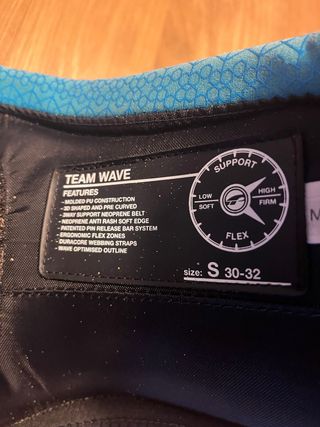 TEAM WAVE
FEATURES
- MOLDED PU CONSTRUCTION
- 3D SHAPED AND PRE CURVED
- 3WAY SUPPORT NEOPRENE BELT
- NEOPRENE ANTI RASH SOFT EDGE
- PATENTED PIN RELEASE BAR SYSTEM
- ERGONOMIC FLEX ZONES
- DURACORE WEBBING STRAPS
- WAVE OPTIMISED OUTLINE
SUPPORT
LOW HIGH
SOFT FIRM
FLEX
size: S 30-32
M